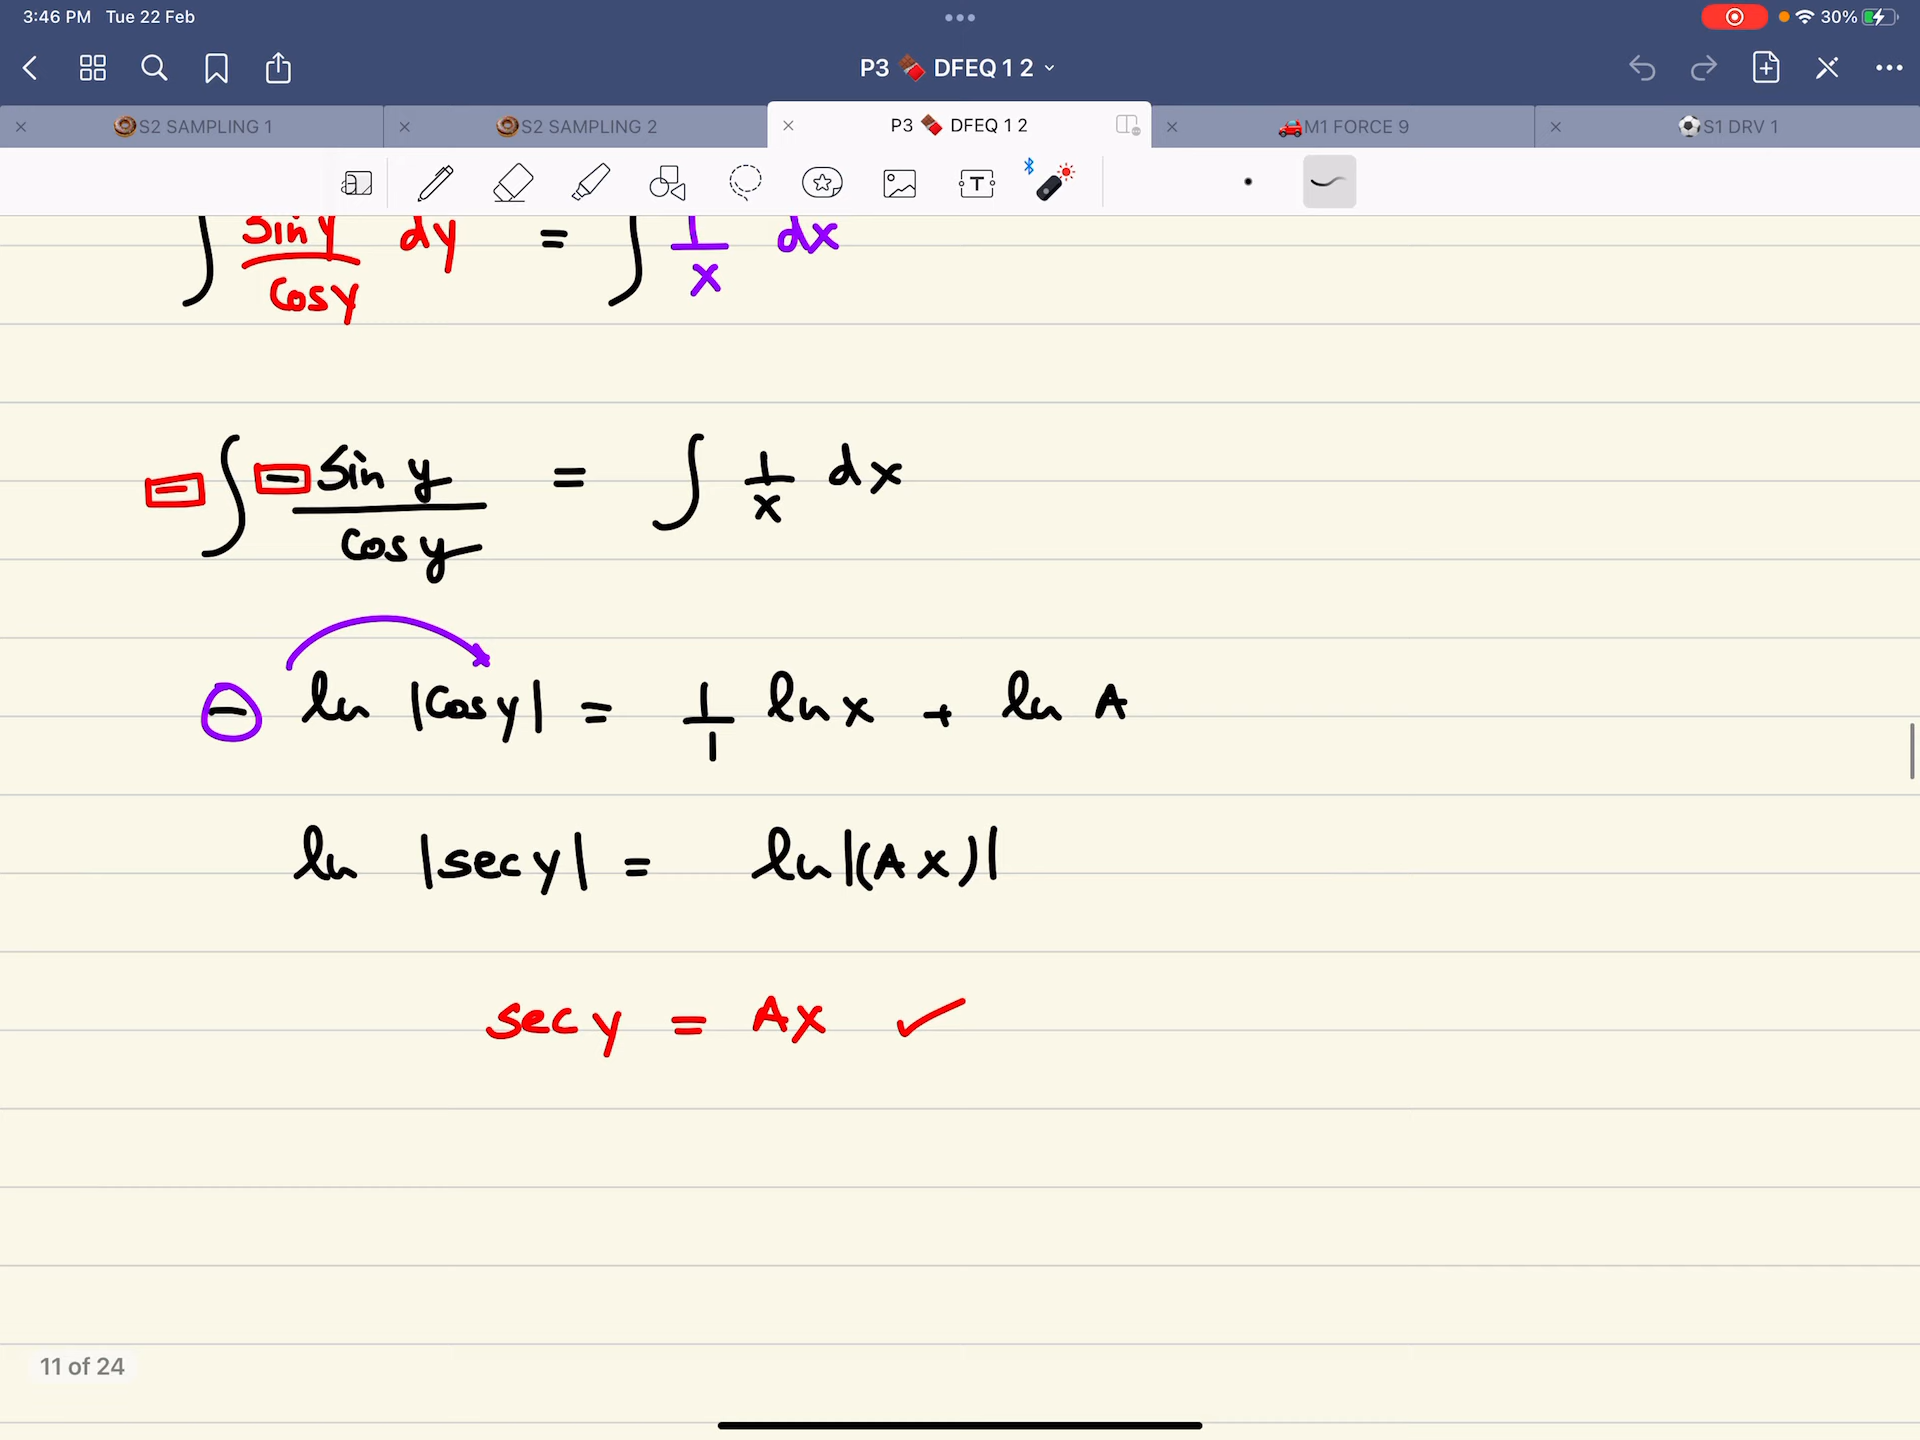 3:46 PM Tue 22 Feb 30%
P3 🍫 DFEQ 1 2
S2 SAMPLING 1 S2 SAMPLING 2 P3 🍫 DFEQ 1 2 M1 FORCE 9 S1 DRV 1
∫ sin y / cos y dy = ∫ 1/x dx
- ∫ - sin y / cos y = ∫ 1/x dx
- ln |cos y| = 1/1 ln x + ln A
ln |sec y| = ln |(Ax)|
sec y = Ax ✓
11 of 24